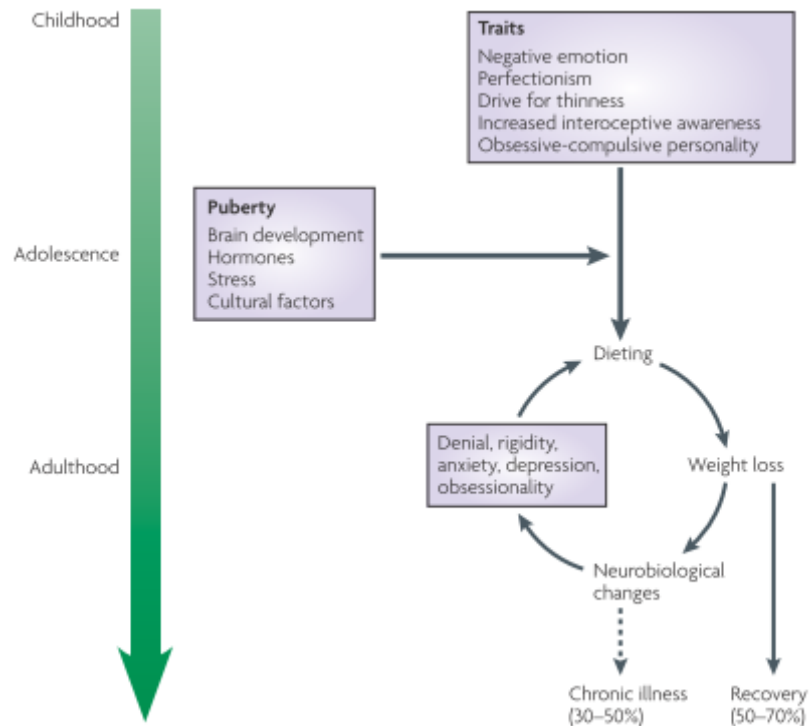 Childhood
Traits
Negative emotion
Perfectionism
Drive for thinness
Increased interoceptive awareness
Obsessive-compulsive personality
Puberty
Brain development
Hormones
Stress
Cultural factors
Adolescence
Dieting
Denial, rigidity,
anxiety, depression,
obsessionality
Adulthood
Weight loss
Neurobiological
changes
Chronic illness
(30–50%)
Recovery
(50–70%)